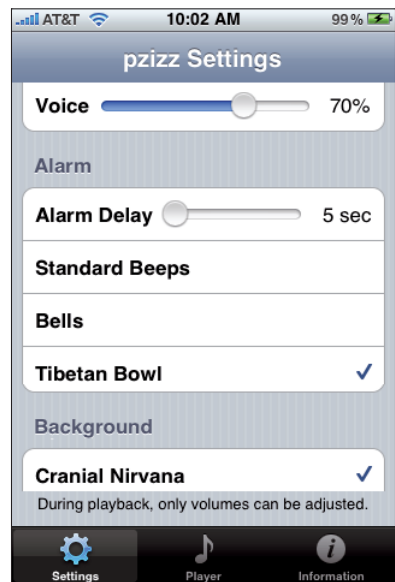 AT&T 10:02 AM 99%
pzizz Settings
Voice 70%
Alarm
Alarm Delay 5 sec
Standard Beeps
Bells
Tibetan Bowl
Background
Cranial Nirvana
During playback, only volumes can be adjusted.
Settings Player Information